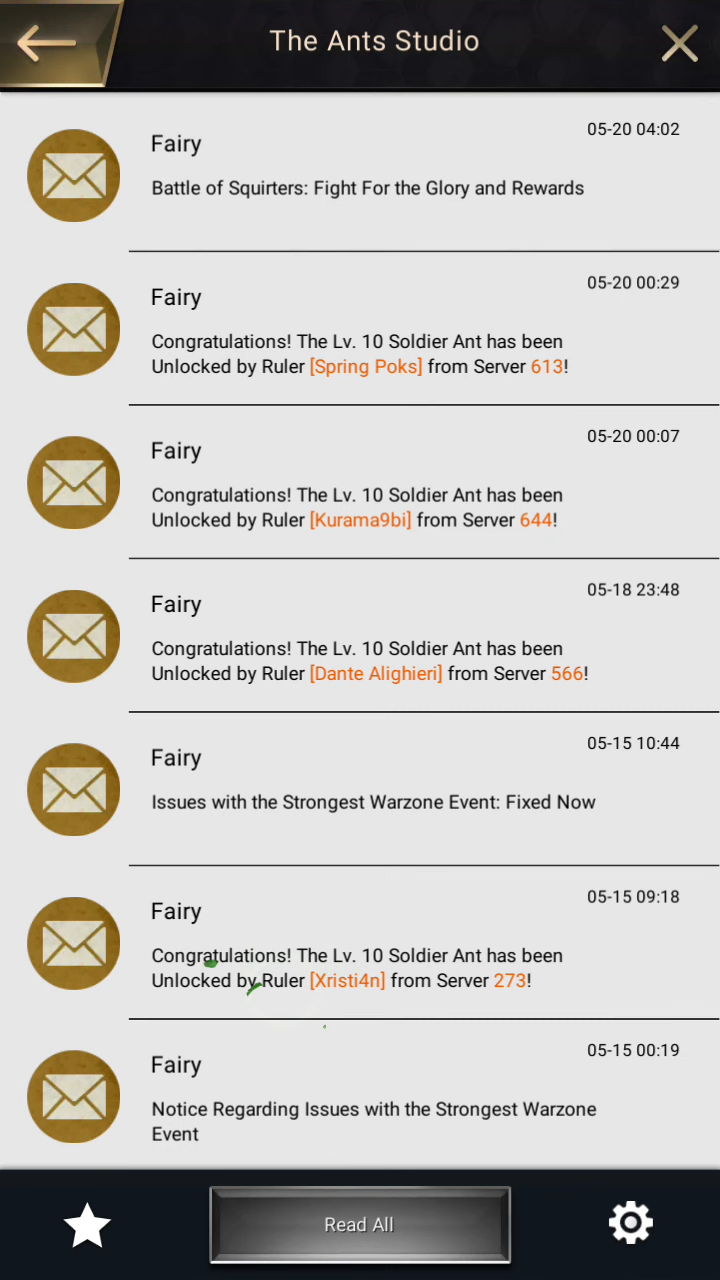 The Ants Studio
Fairy
05-20 04:02
Battle of Squirters: Fight For the Glory and Rewards
Fairy
05-20 00:29
Congratulations! The Lv. 10 Soldier Ant has been
Unlocked by Ruler [Spring Poks] from Server 613!
Fairy
05-20 00:07
Congratulations! The Lv. 10 Soldier Ant has been
Unlocked by Ruler [Kurama9bi] from Server 644!
Fairy
05-18 23:48
Congratulations! The Lv. 10 Soldier Ant has been
Unlocked by Ruler [Dante Alighieri] from Server 566!
Fairy
05-15 10:44
Issues with the Strongest Warzone Event: Fixed Now
Fairy
05-15 09:18
Congratulations! The Lv. 10 Soldier Ant has been
Unlocked by Ruler [Xristi4n] from Server 273!
Fairy
05-15 00:19
Notice Regarding Issues with the Strongest Warzone
Event
Read All